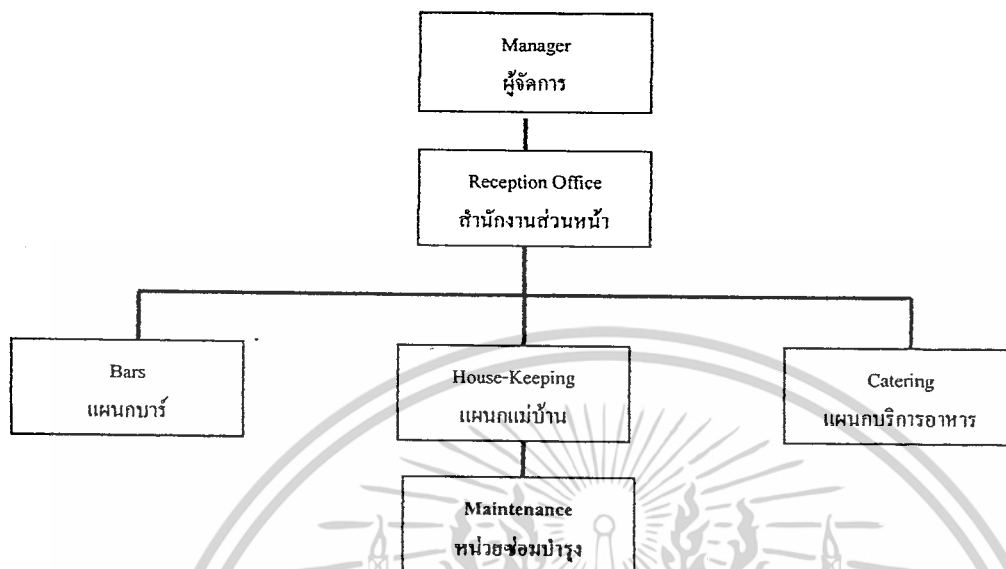 Manager
ผู้จัดการ
Reception Office
สำนักงานส่วนหน้า
Bars
แผนกบาร์
House-Keeping
แผนกแม่บ้าน
Catering
แผนกบริการอาหาร
Maintenance
หน่วยซ่อมบำรุง